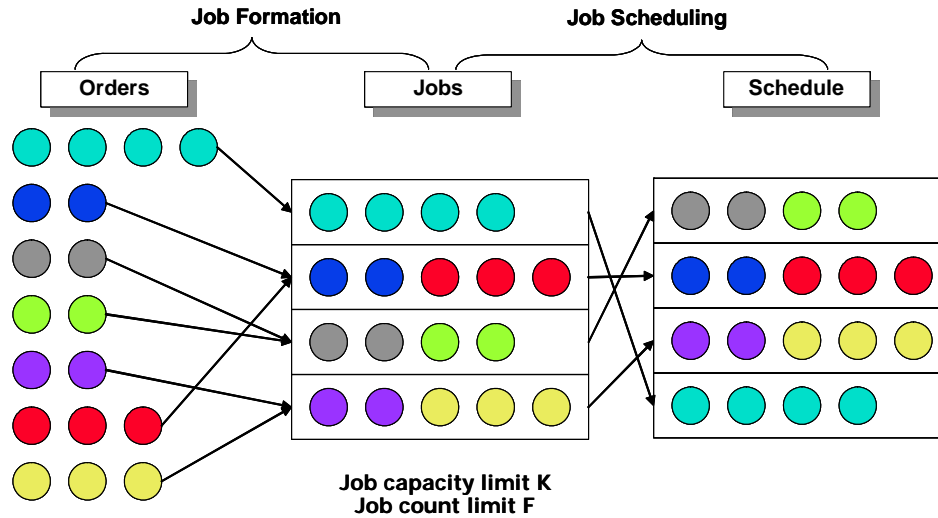 Job Formation
Job Scheduling
Orders
Jobs
Schedule
Job capacity limit K
Job count limit F